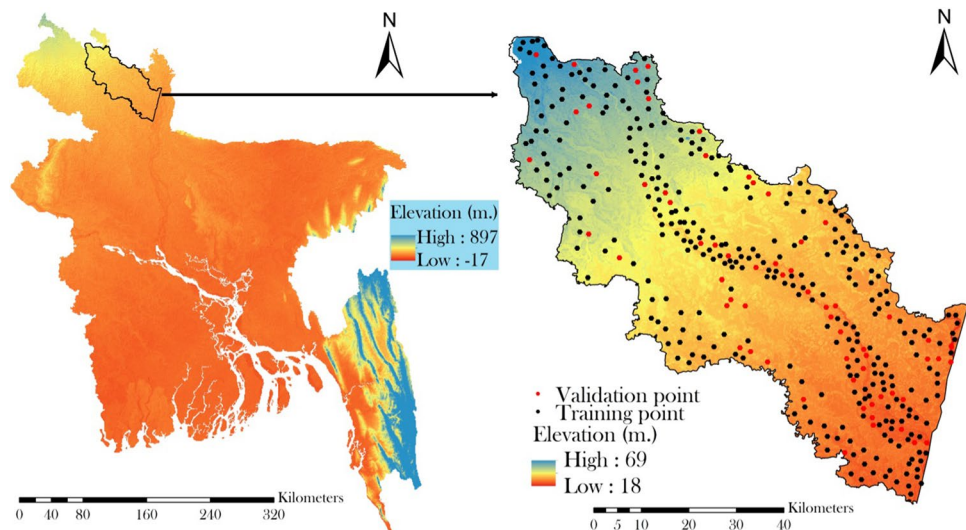 N
Elevation (m.)
High : 897
Low : -17
Kilometers
0 40 80 160 240 320
N
Validation point
Training point
Elevation (m.)
High : 69
Low : 18
Kilometers
0 5 10 20 30 40